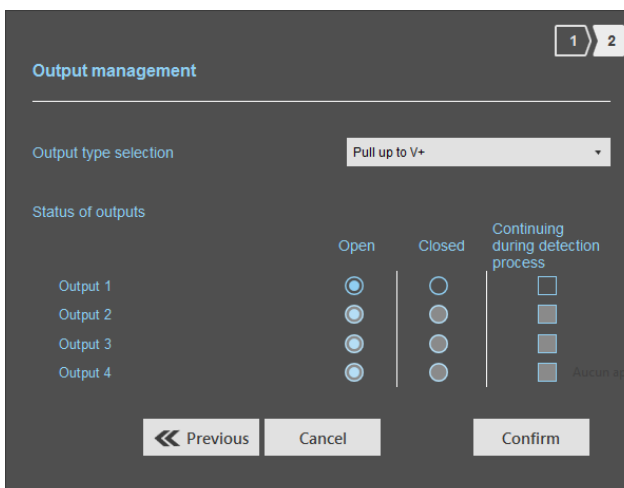 1 2
Output management
Output type selection Pull up to V+
Status of outputs
Open Closed Continuing during detection process
Output 1
Output 2
Output 3
Output 4 Aucun
Previous Cancel Confirm